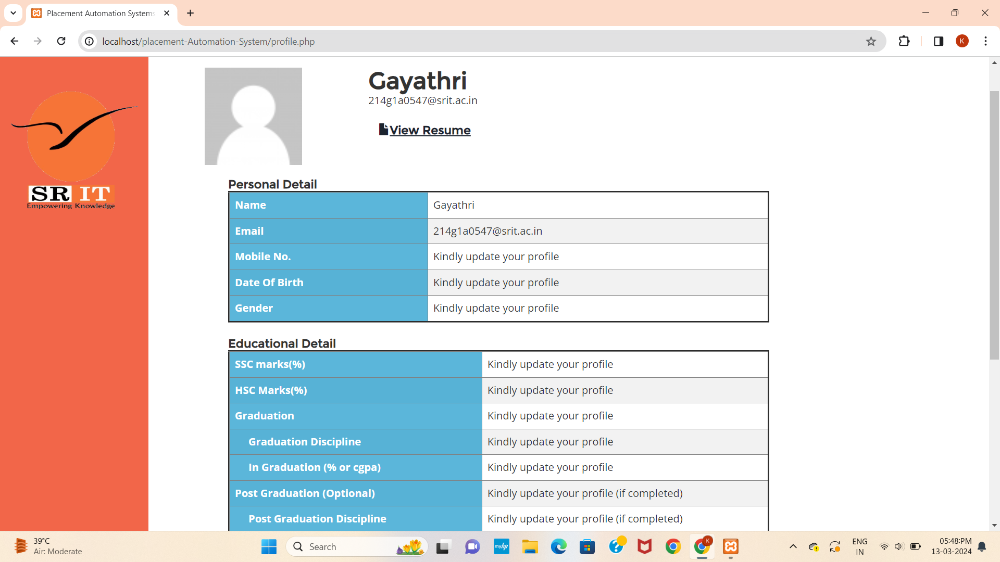 Placement Automation Systems
localhost/placement-Automation-System/profile.php
K
SR IT
Empowering Knowledge
Gayathri
214g1a0547@srit.ac.in
View Resume
Personal Detail
Name Gayathri
Email 214g1a0547@srit.ac.in
Mobile No. Kindly update your profile
Date Of Birth Kindly update your profile
Gender Kindly update your profile
Educational Detail
SSC marks(%) Kindly update your profile
HSC Marks(%) Kindly update your profile
Graduation Kindly update your profile
Graduation Discipline Kindly update your profile
In Graduation (% or cgpa) Kindly update your profile
Post Graduation (Optional) Kindly update your profile (if completed)
Post Graduation Discipline Kindly update your profile (if completed)
39°C
Air: Moderate
Search
myhp
K
ENG
IN
05:48:PM
13-03-2024